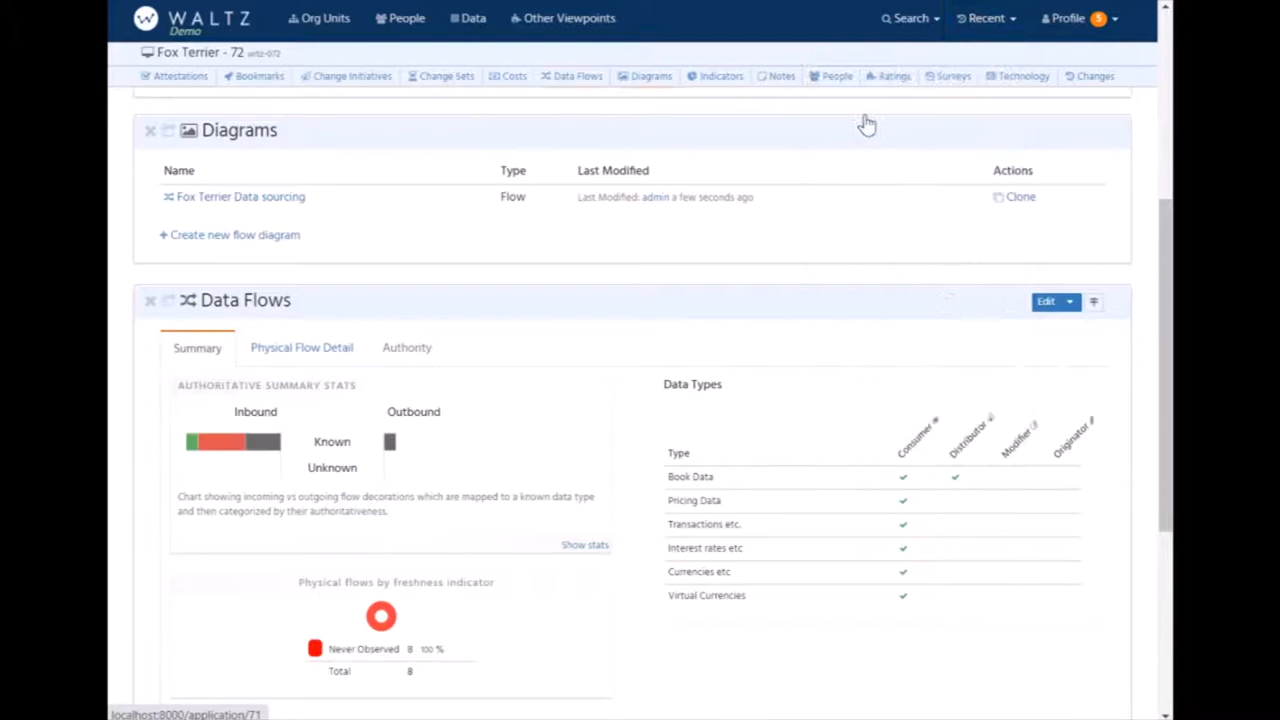 WALTZ Org Units People Data Other Viewpoints Search Recent Profile 5
Demo
Fox Terrier - 72 wltz-072
Attestations Bookmarks Change Initiatives Change Sets Costs Data Flows Diagrams Indicators Notes People Ratings Surveys Technology Changes
Diagrams
Name Type Last Modified Actions
Fox Terrier Data sourcing Flow Last Modified: admin a few seconds ago Clone
+ Create new flow diagram
Data Flows Edit
Summary Physical Flow Detail Authority
AUTHORITATIVE SUMMARY STATS
Data Types
Inbound Outbound
Known
Unknown
Chart showing incoming vs outgoing flow decorations which are mapped to a known data type
and then categorized by their authoritativeness.
Show stats
Physical flows by freshness indicator
Never Observed 8 100 %
Total 8
Type Consumer Distributor Modifier Originator
Book Data
Pricing Data
Transactions etc.
Interest rates etc
Currencies etc
Virtual Currencies
localhost:8000/application/71